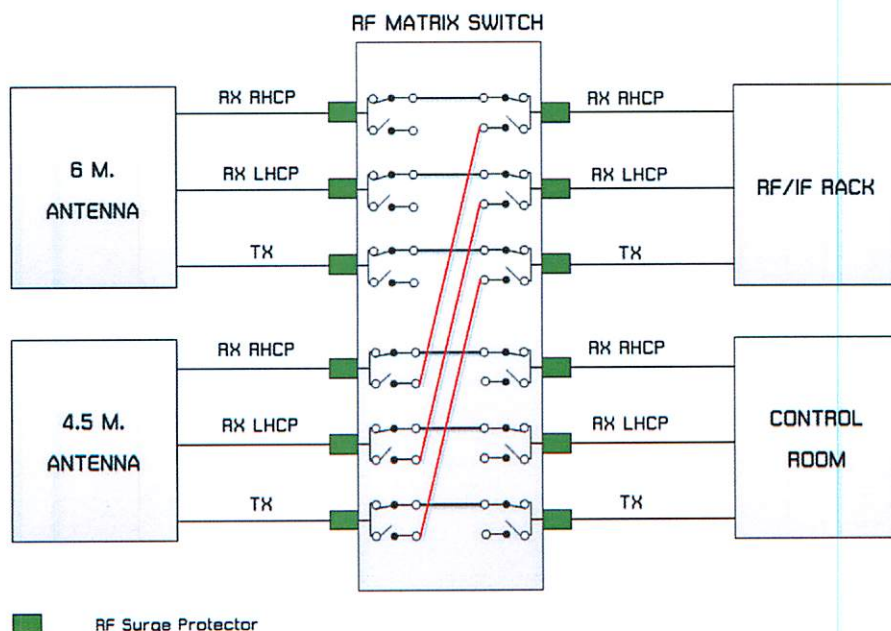 RF MATRIX SWITCH
RX RHCP
RX RHCP
6 M.
ANTENNA
RX LHCP
RX LHCP
RF/IF RACK
TX
TX
RX RHCP
RX RHCP
4.5 M.
ANTENNA
RX LHCP
RX LHCP
CONTROL
ROOM
TX
TX
RF Surge Protector